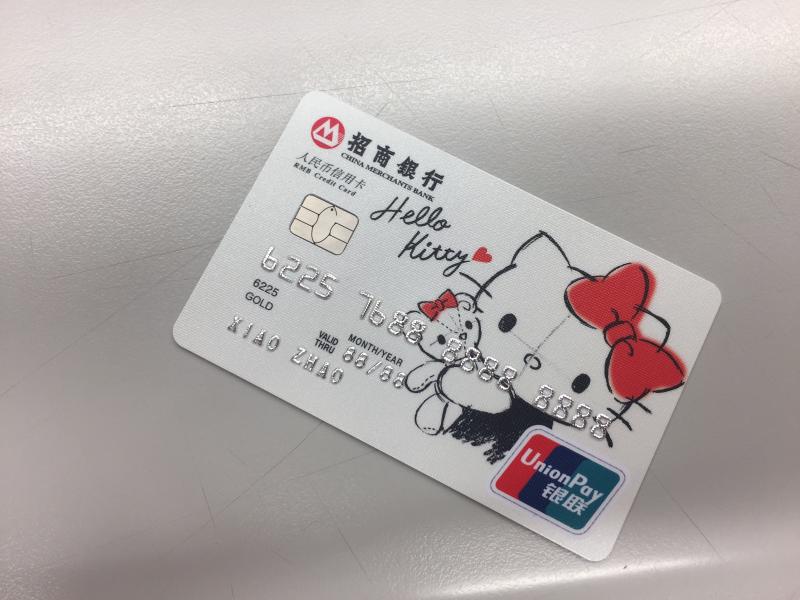 招商银行
CHINA MERCHANTS BANK
人民币信用卡
RMB Credit Card
Hello
Kitty
6225 7688 8888 8888
6225
GOLD
VALID THRU
MONTH/YEAR
88/88
XIAO ZHAO
UnionPay
银联